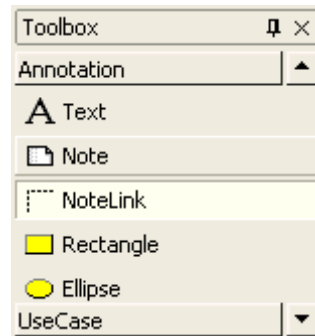 Toolbox
Annotation
Text
Note
NoteLink
Rectangle
Ellipse
UseCase